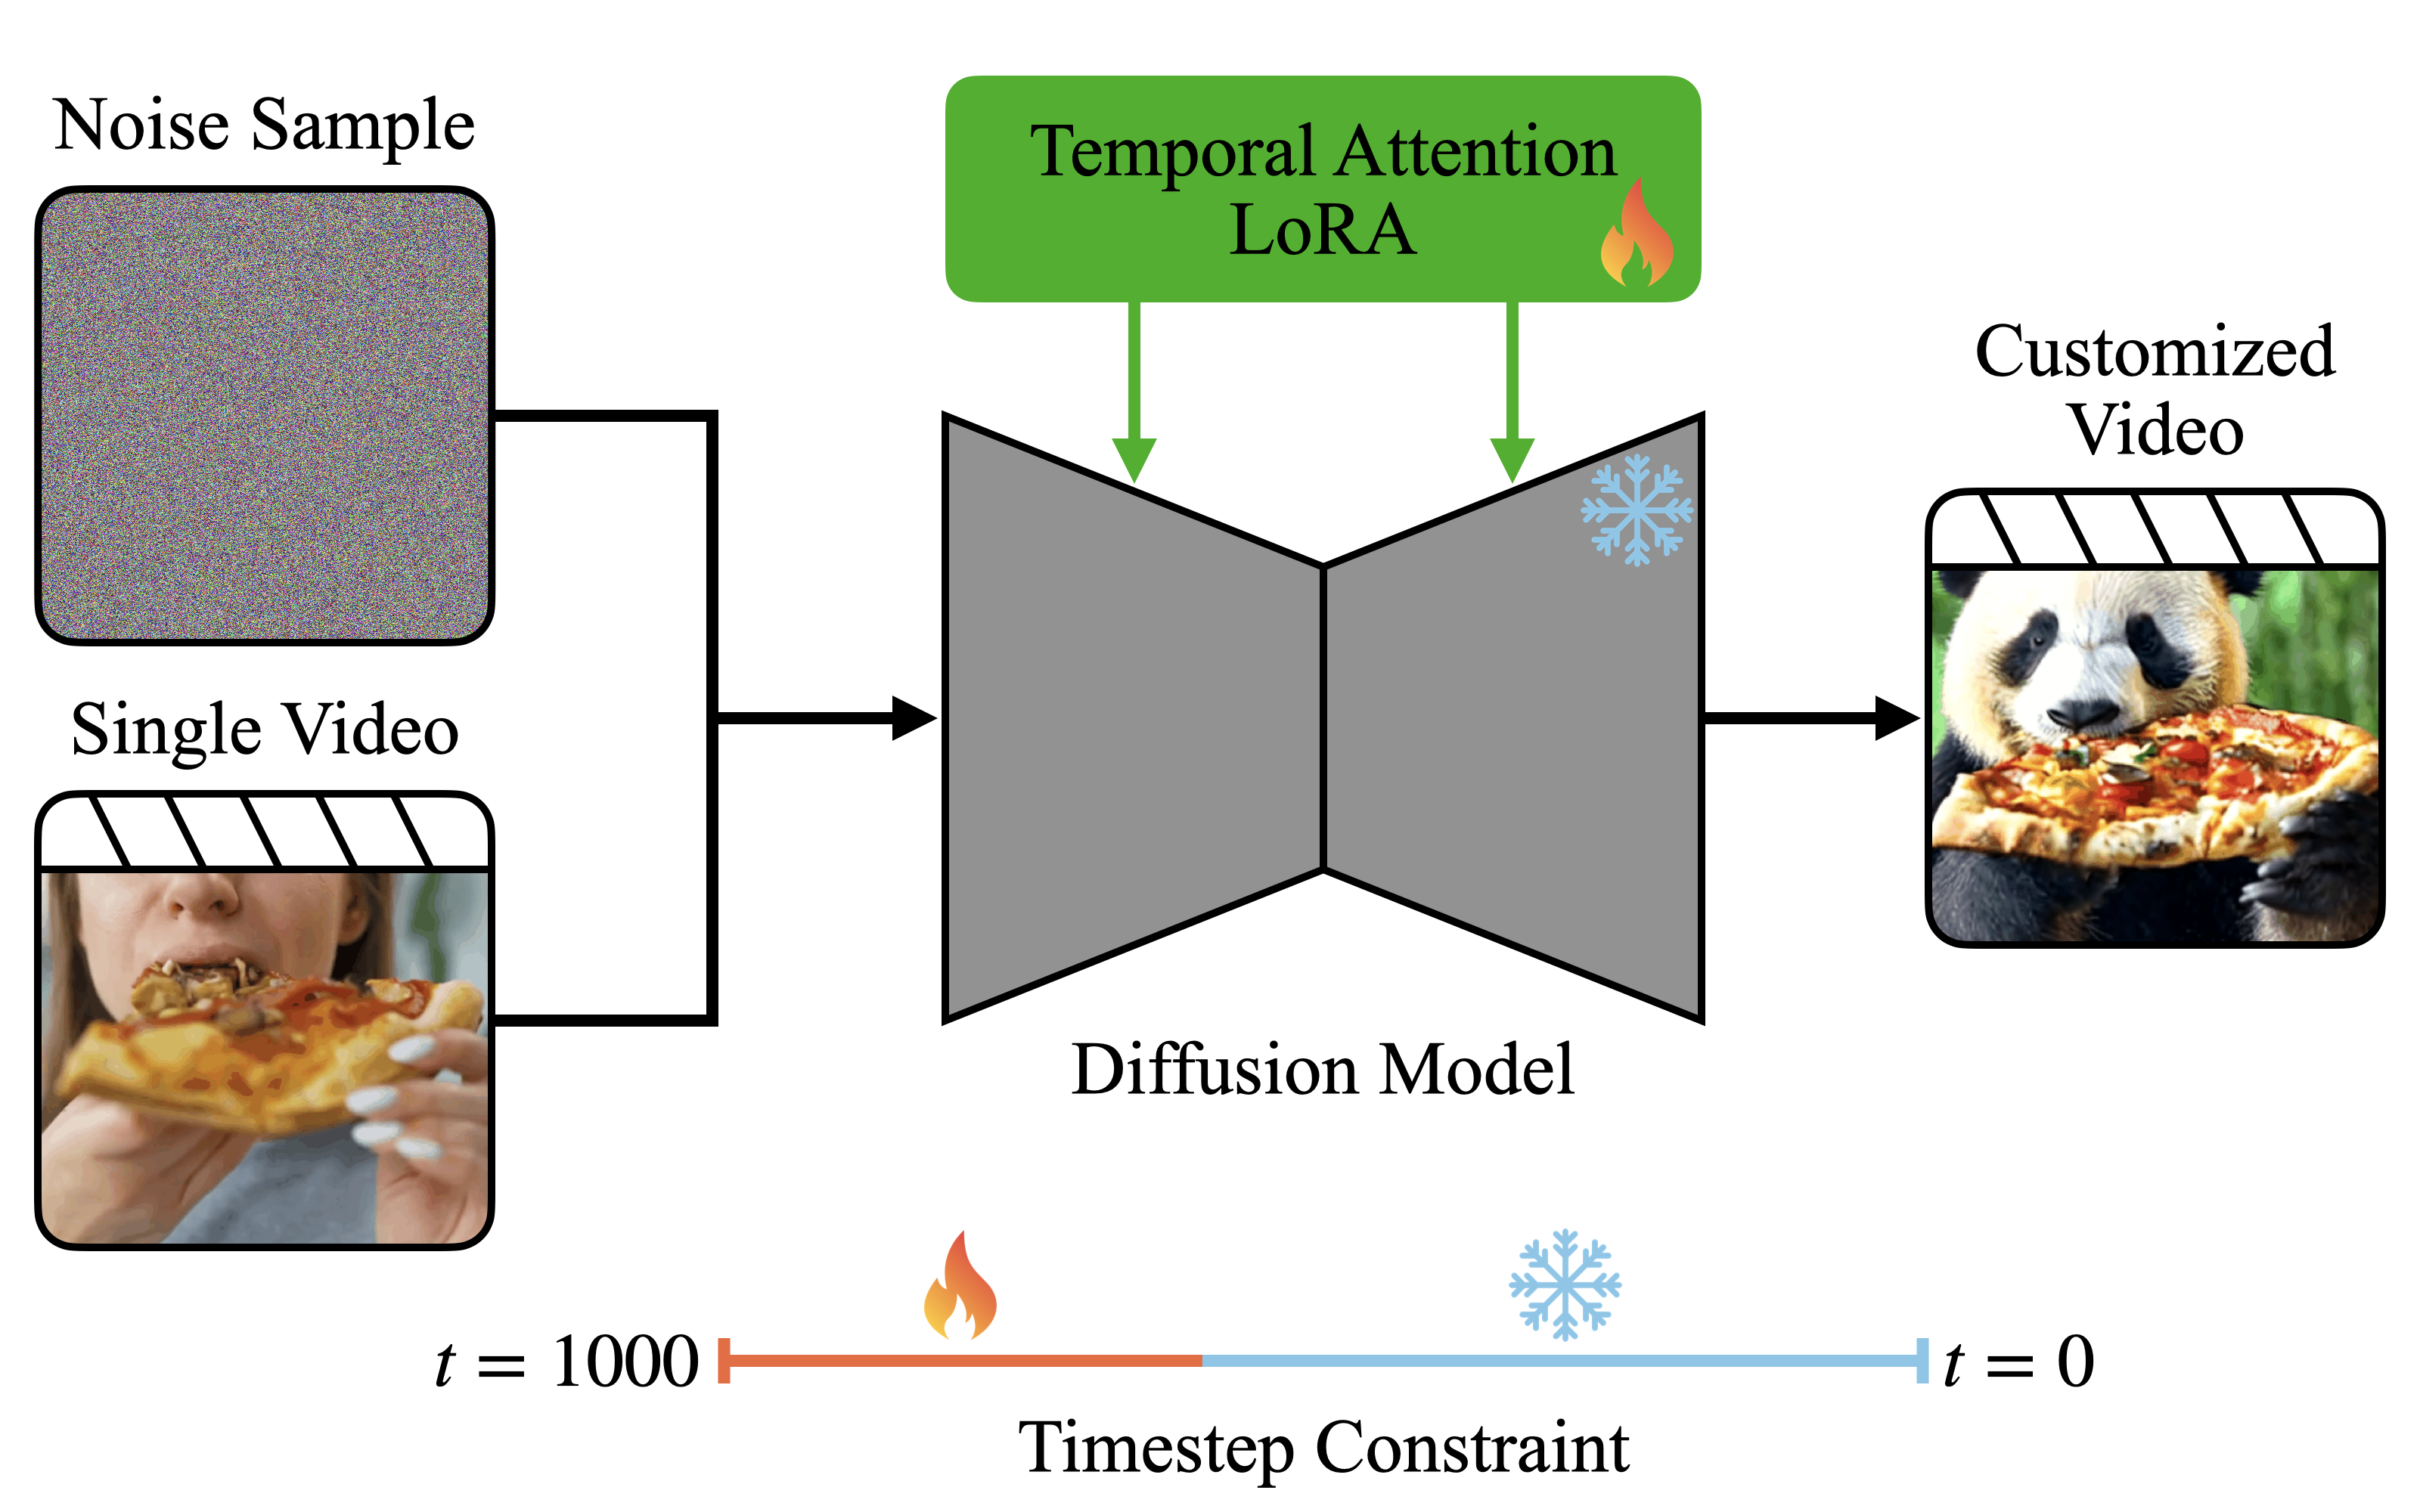 Noise Sample
Temporal Attention
LoRA
Customized
Video
Single Video
Diffusion Model
t = 1000
t = 0
Timestep Constraint